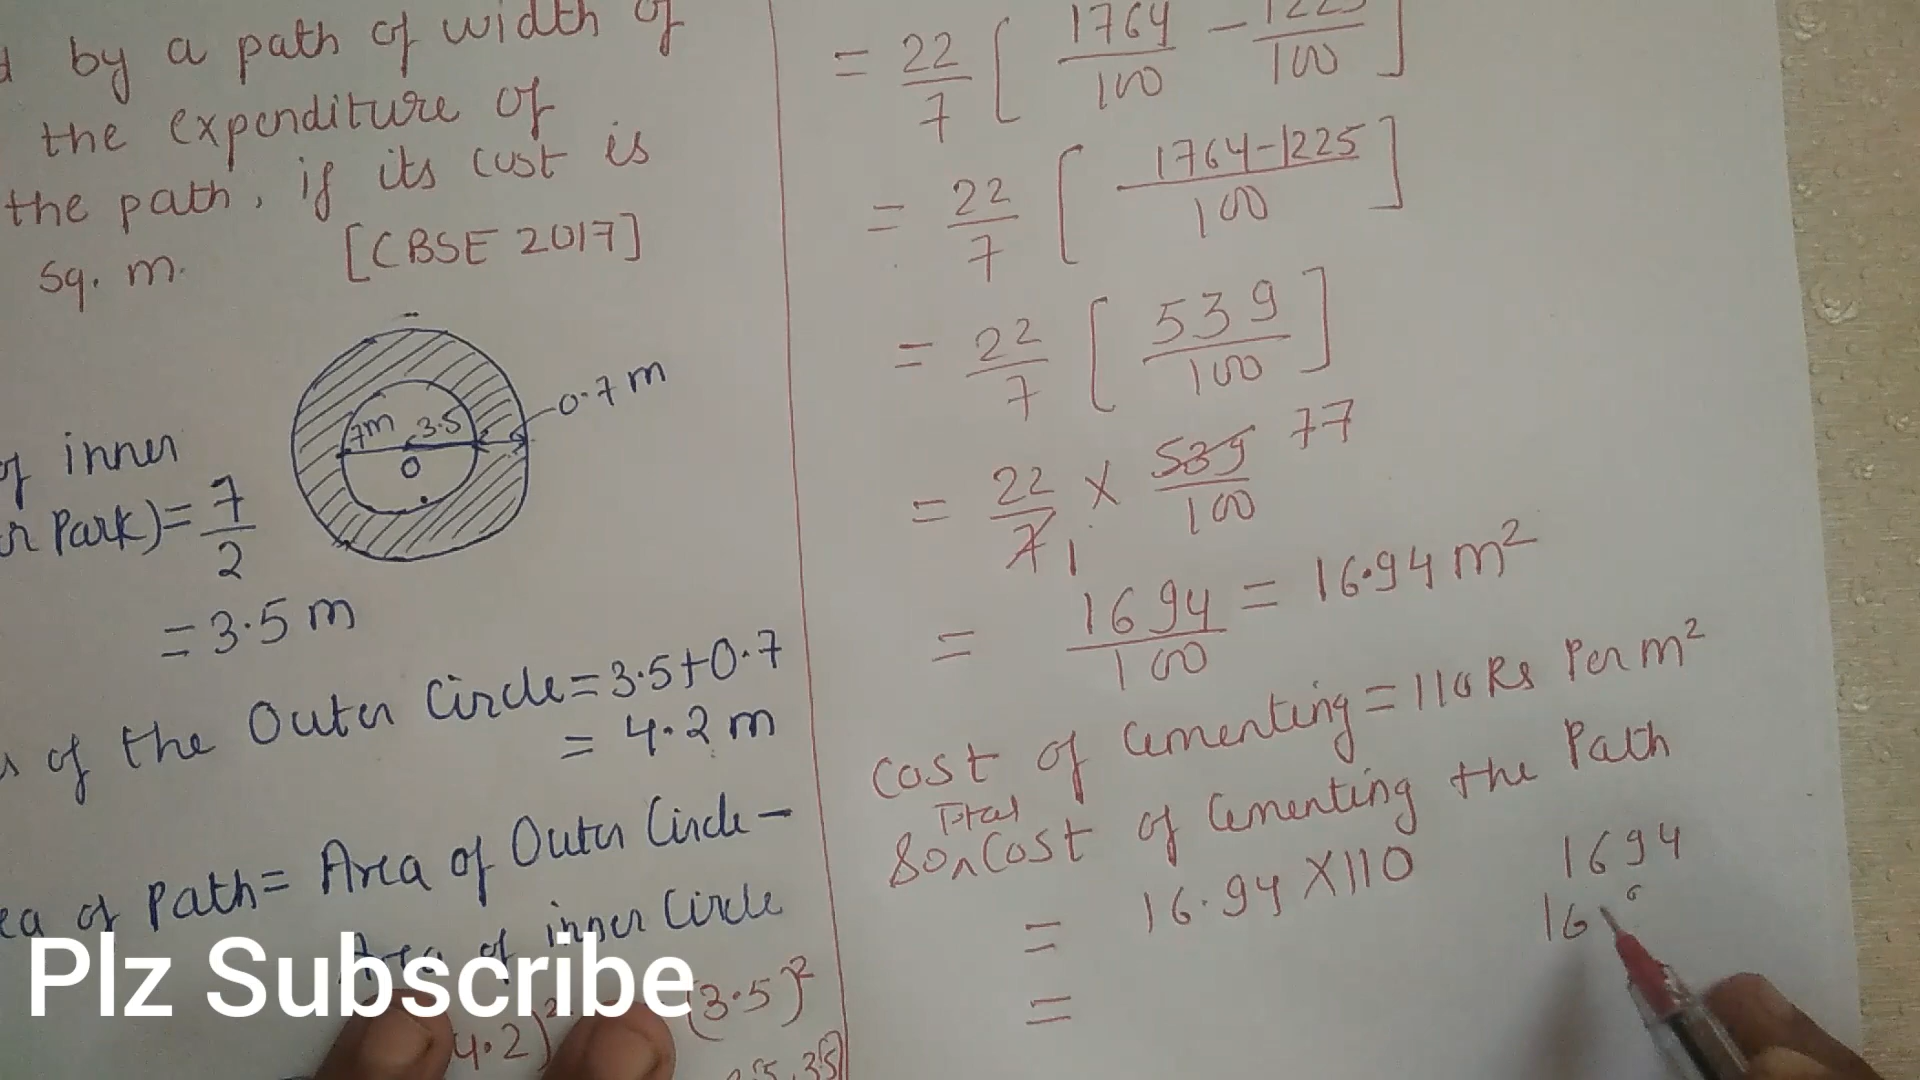 by a path of width of
the expenditure of
the path, if its cost is
Sq. m. [CBSE 2017]
7m 3.5
0.7 m
O
of inner
Park) = 7/2
= 3.5 m
of the Outer Circle = 3.5+0.7
= 4.2 m
of Path = Area of Outer Circle –
Area of inner Circle
4.2)² (3.5)²
= 22/7 [ 1764/100 – 1225/100 ]
= 22/7 [ 1764-1225/100 ]
= 22/7 [ 539/100 ]
= 22/7 1 × 539/100 77
= 1694/100 = 16.94 m²
Cost of Cementing = 110 Rs Per m²
Total
So, Cost of Cementing the Path
= 16.94 X110
=
1694
16
Plz Subscribe